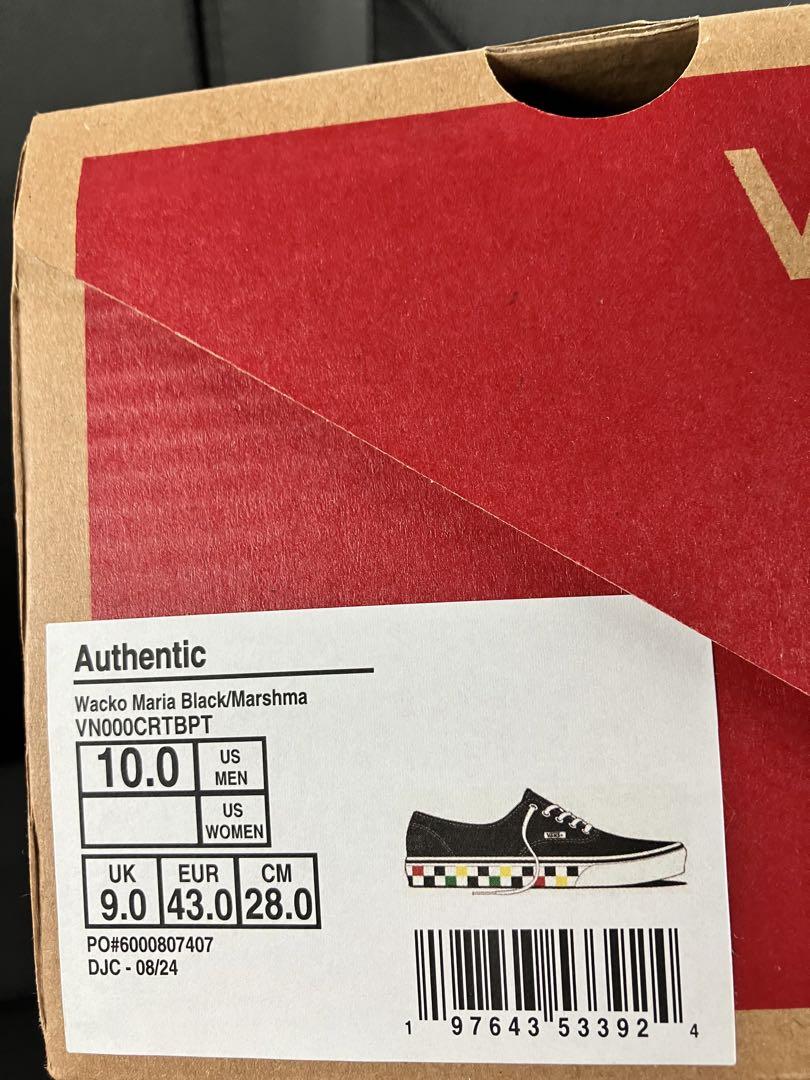 V
Authentic
Wacko Maria Black/Marshma
VN000CRTBPT
10.0 US MEN
US WOMEN
UK EUR CM
9.0 43.0 28.0
PO#6000807407
DJC - 08/24
VANS
1 97643 53392 4